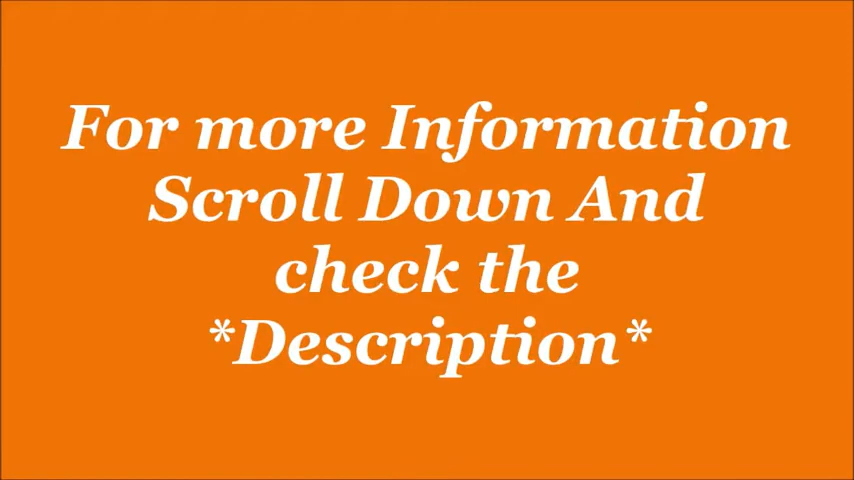 For more Information
Scroll Down And
check the
*Description*